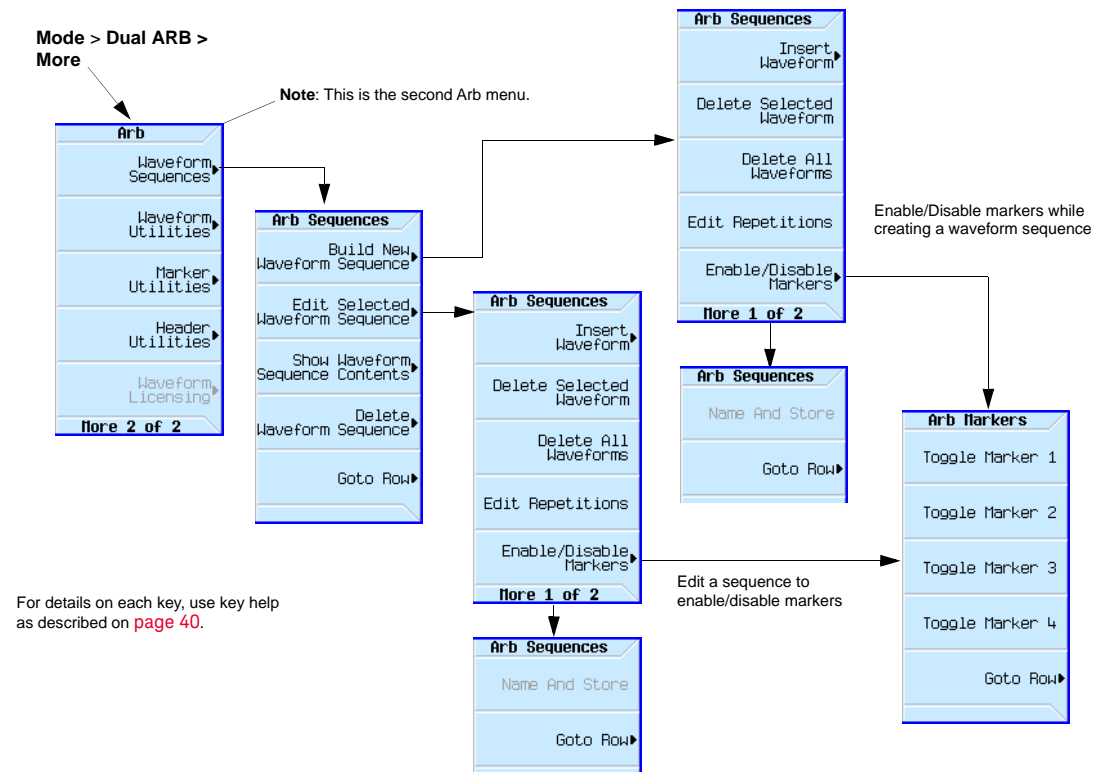 Mode > Dual ARB >
More
Note: This is the second Arb menu.
Arb
Waveform
Sequences
Waveform
Utilities
Marker
Utilities
Header
Utilities
Waveform
Licensing
More 2 of 2
Arb Sequences
Build New
Waveform Sequence
Edit Selected
Waveform Sequence
Show Waveform
Sequence Contents
Delete
Waveform Sequence
Goto Row
Arb Sequences
Insert
Waveform
Delete Selected
Waveform
Delete All
Waveforms
Edit Repetitions
Enable/Disable
Markers
More 1 of 2
Arb Sequences
Name And Store
Goto Row
Arb Sequences
Insert
Waveform
Delete Selected
Waveform
Delete All
Waveforms
Edit Repetitions
Enable/Disable
Markers
More 1 of 2
Arb Sequences
Name And Store
Goto Row
Enable/Disable markers while
creating a waveform sequence
Edit a sequence to
enable/disable markers
Arb Markers
Toggle Marker 1
Toggle Marker 2
Toggle Marker 3
Toggle Marker 4
Goto Row
For details on each key, use key help
as described on page 40.